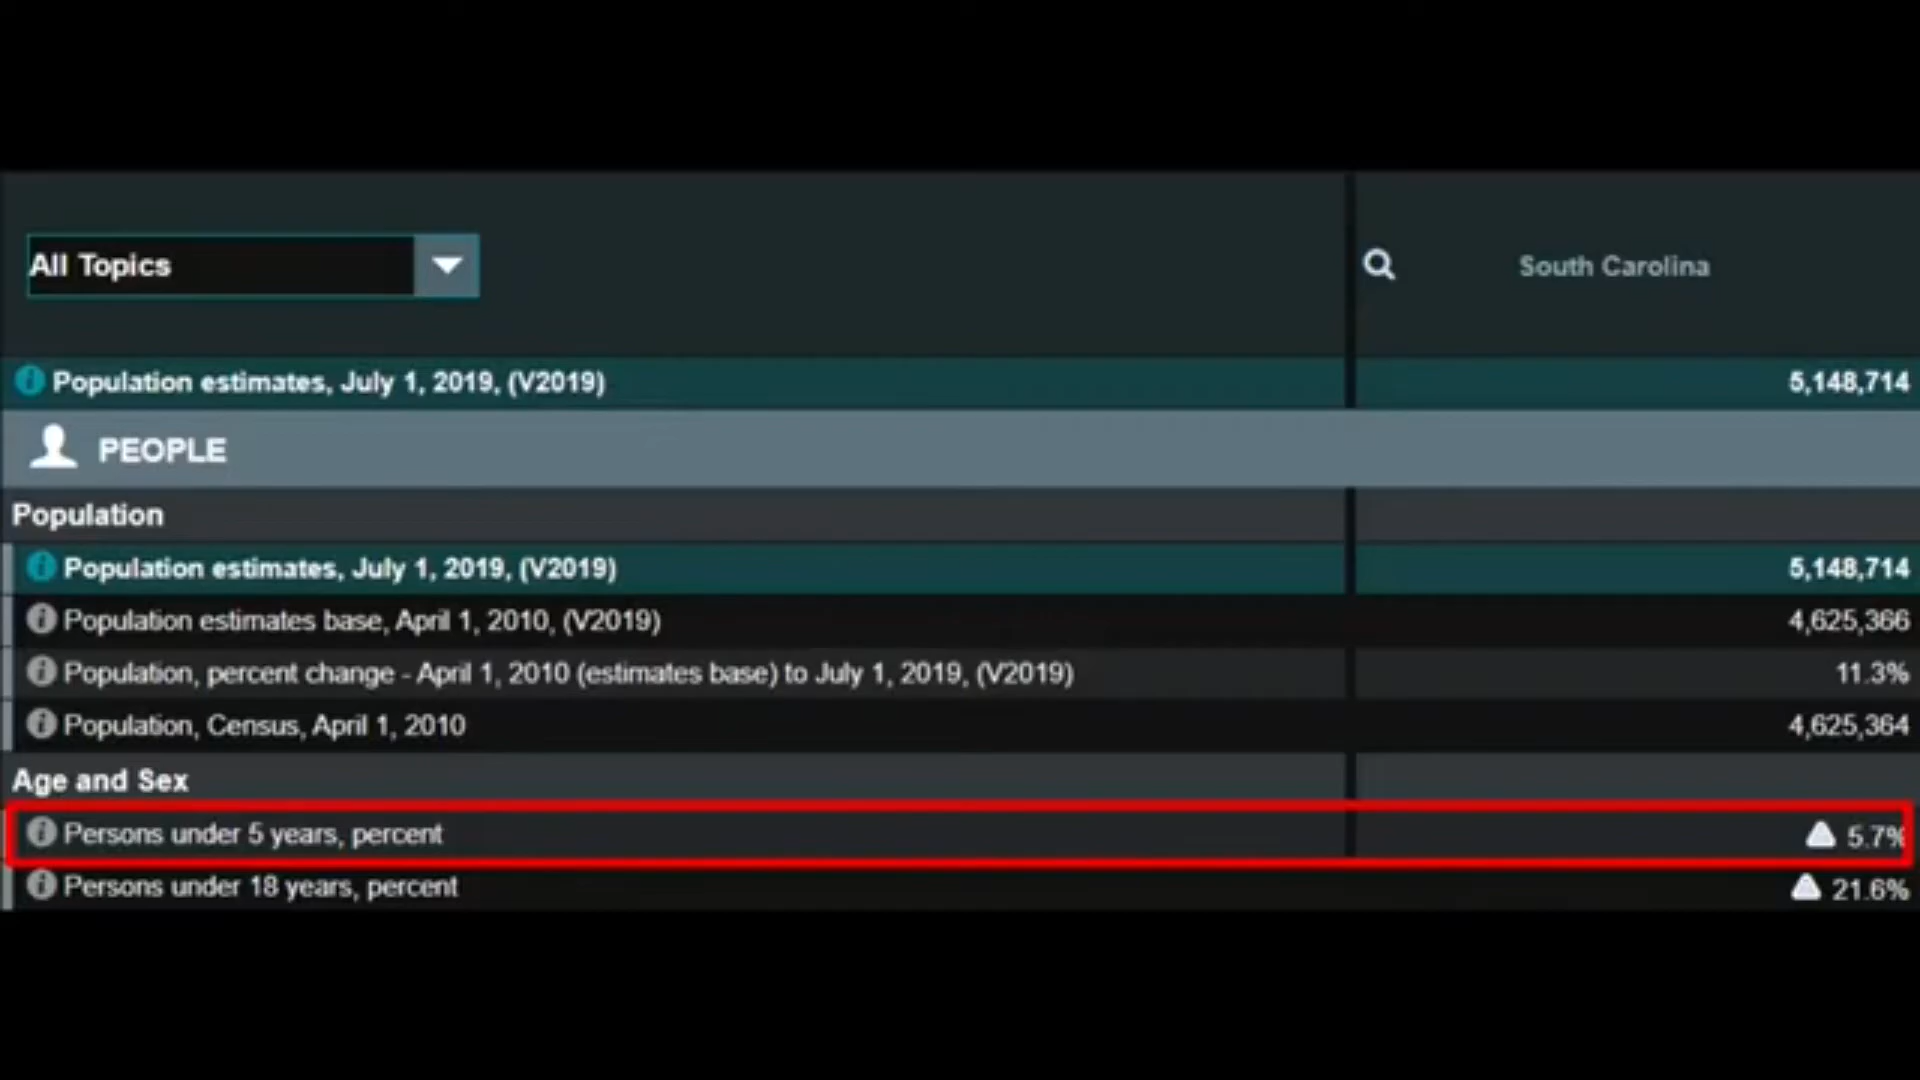 All Topics
South Carolina
Population estimates, July 1, 2019, (V2019) 5,148,714
PEOPLE
Population
Population estimates, July 1, 2019, (V2019) 5,148,714
Population estimates base, April 1, 2010, (V2019) 4,625,366
Population, percent change - April 1, 2010 (estimates base) to July 1, 2019, (V2019) 11.3%
Population, Census, April 1, 2010 4,625,364
Age and Sex
Persons under 5 years, percent 5.7%
Persons under 18 years, percent 21.6%